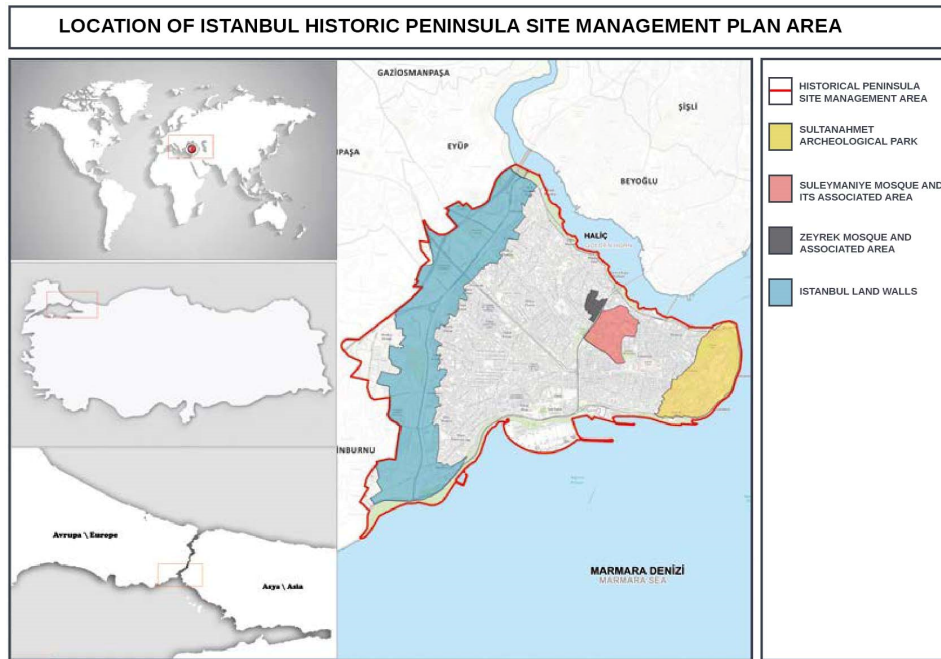 LOCATION OF ISTANBUL HISTORIC PENINSULA SITE MANAGEMENT PLAN AREA
GAZİOSMANPAŞA
ŞİŞLİ
PAŞA
EYÜP
BEYOĞLU
HALİÇ
GOLDEN HORN
İNBURNU
MARMARA DENİZİ
MARMARA SEA
Avrupa \ Europe
Asya \ Asia
HISTORICAL PENINSULA
SITE MANAGEMENT AREA
SULTANAHMET
ARCHEOLOGICAL PARK
SULEYMANIYE MOSQUE AND
ITS ASSOCIATED AREA
ZEYREK MOSQUE AND
ASSOCIATED AREA
ISTANBUL LAND WALLS